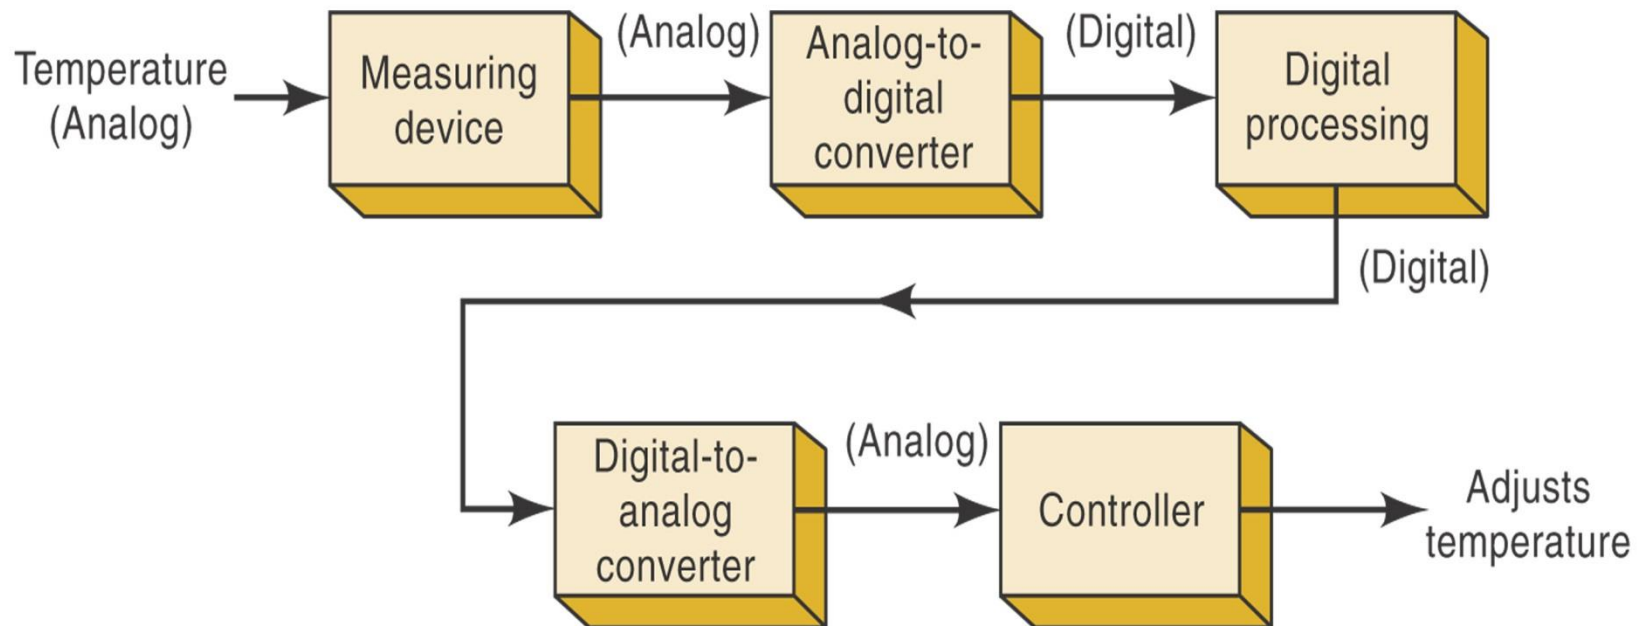 Temperature
(Analog)
Measuring
device
(Analog)
Analog-to-
digital
converter
(Digital)
Digital
processing
(Digital)
Digital-to-
analog
converter
(Analog)
Controller
Adjusts
temperature